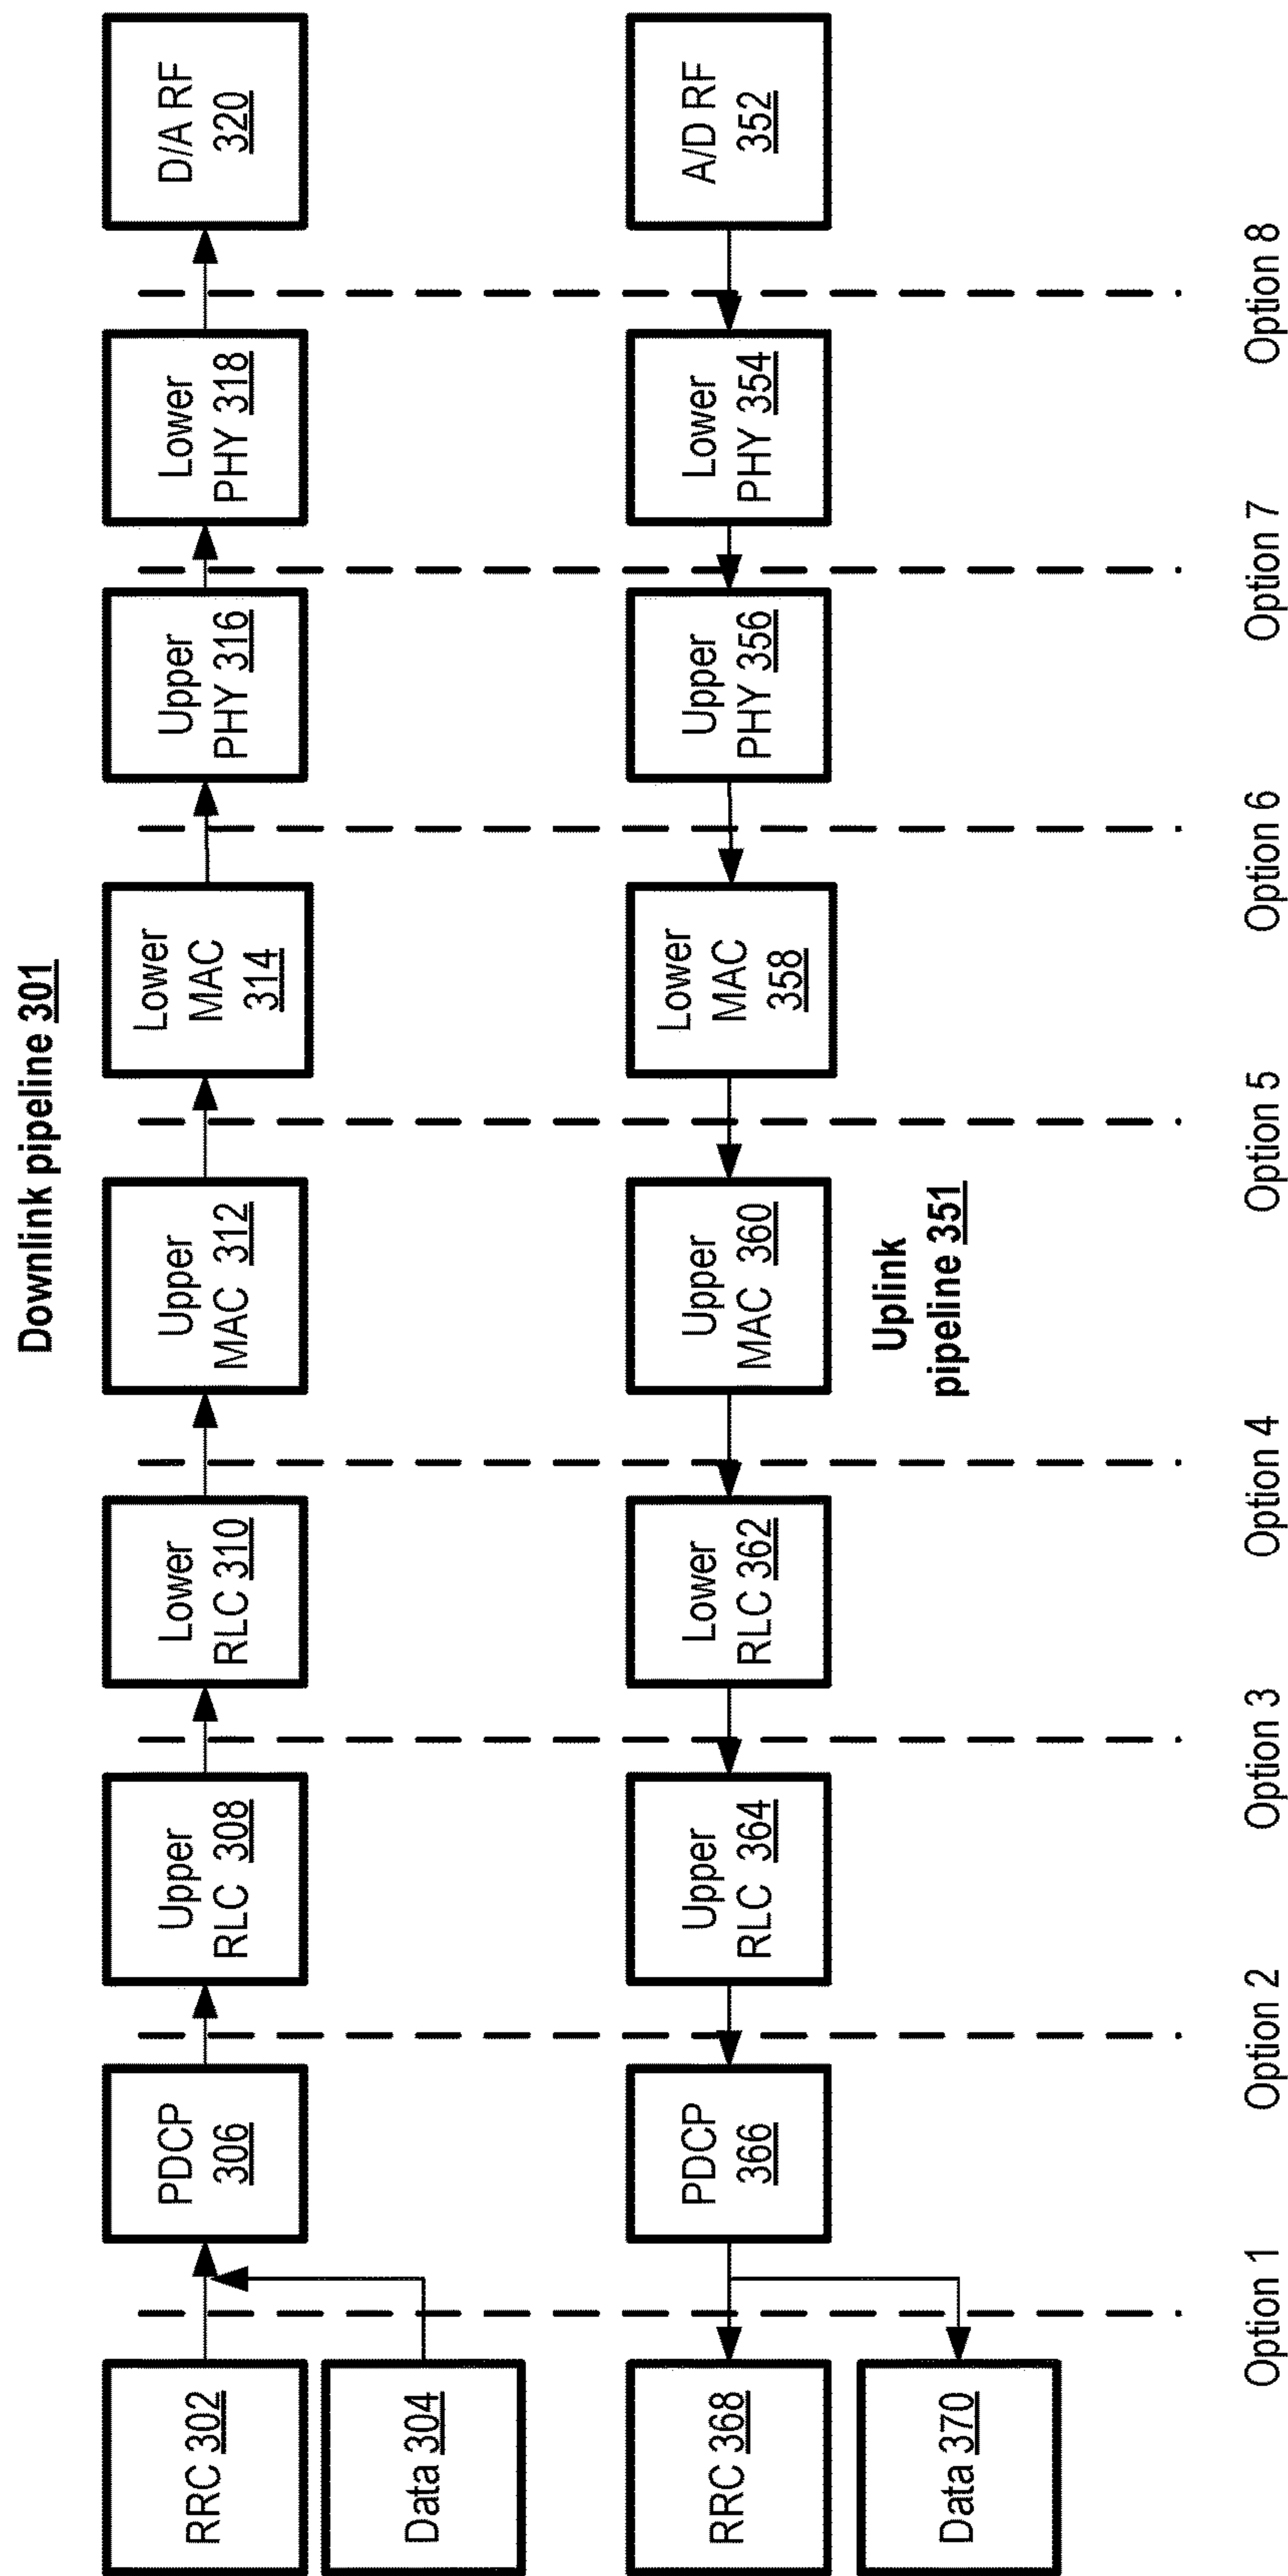 Downlink pipeline 301
RRC 302
Data 304
PDCP
306
Upper
RLC 308
Lower
RLC 310
Upper
MAC 312
Lower
MAC
314
Upper
PHY 316
Lower
PHY 318
D/A RF
320
RRC 368
Data 370
PDCP
366
Upper
RLC 364
Lower
RLC 362
Upper
MAC 360
Lower
MAC
358
Upper
PHY 356
Lower
PHY 354
A/D RF
352
Uplink
pipeline 351
Option 1
Option 2
Option 3
Option 4
Option 5
Option 6
Option 7
Option 8